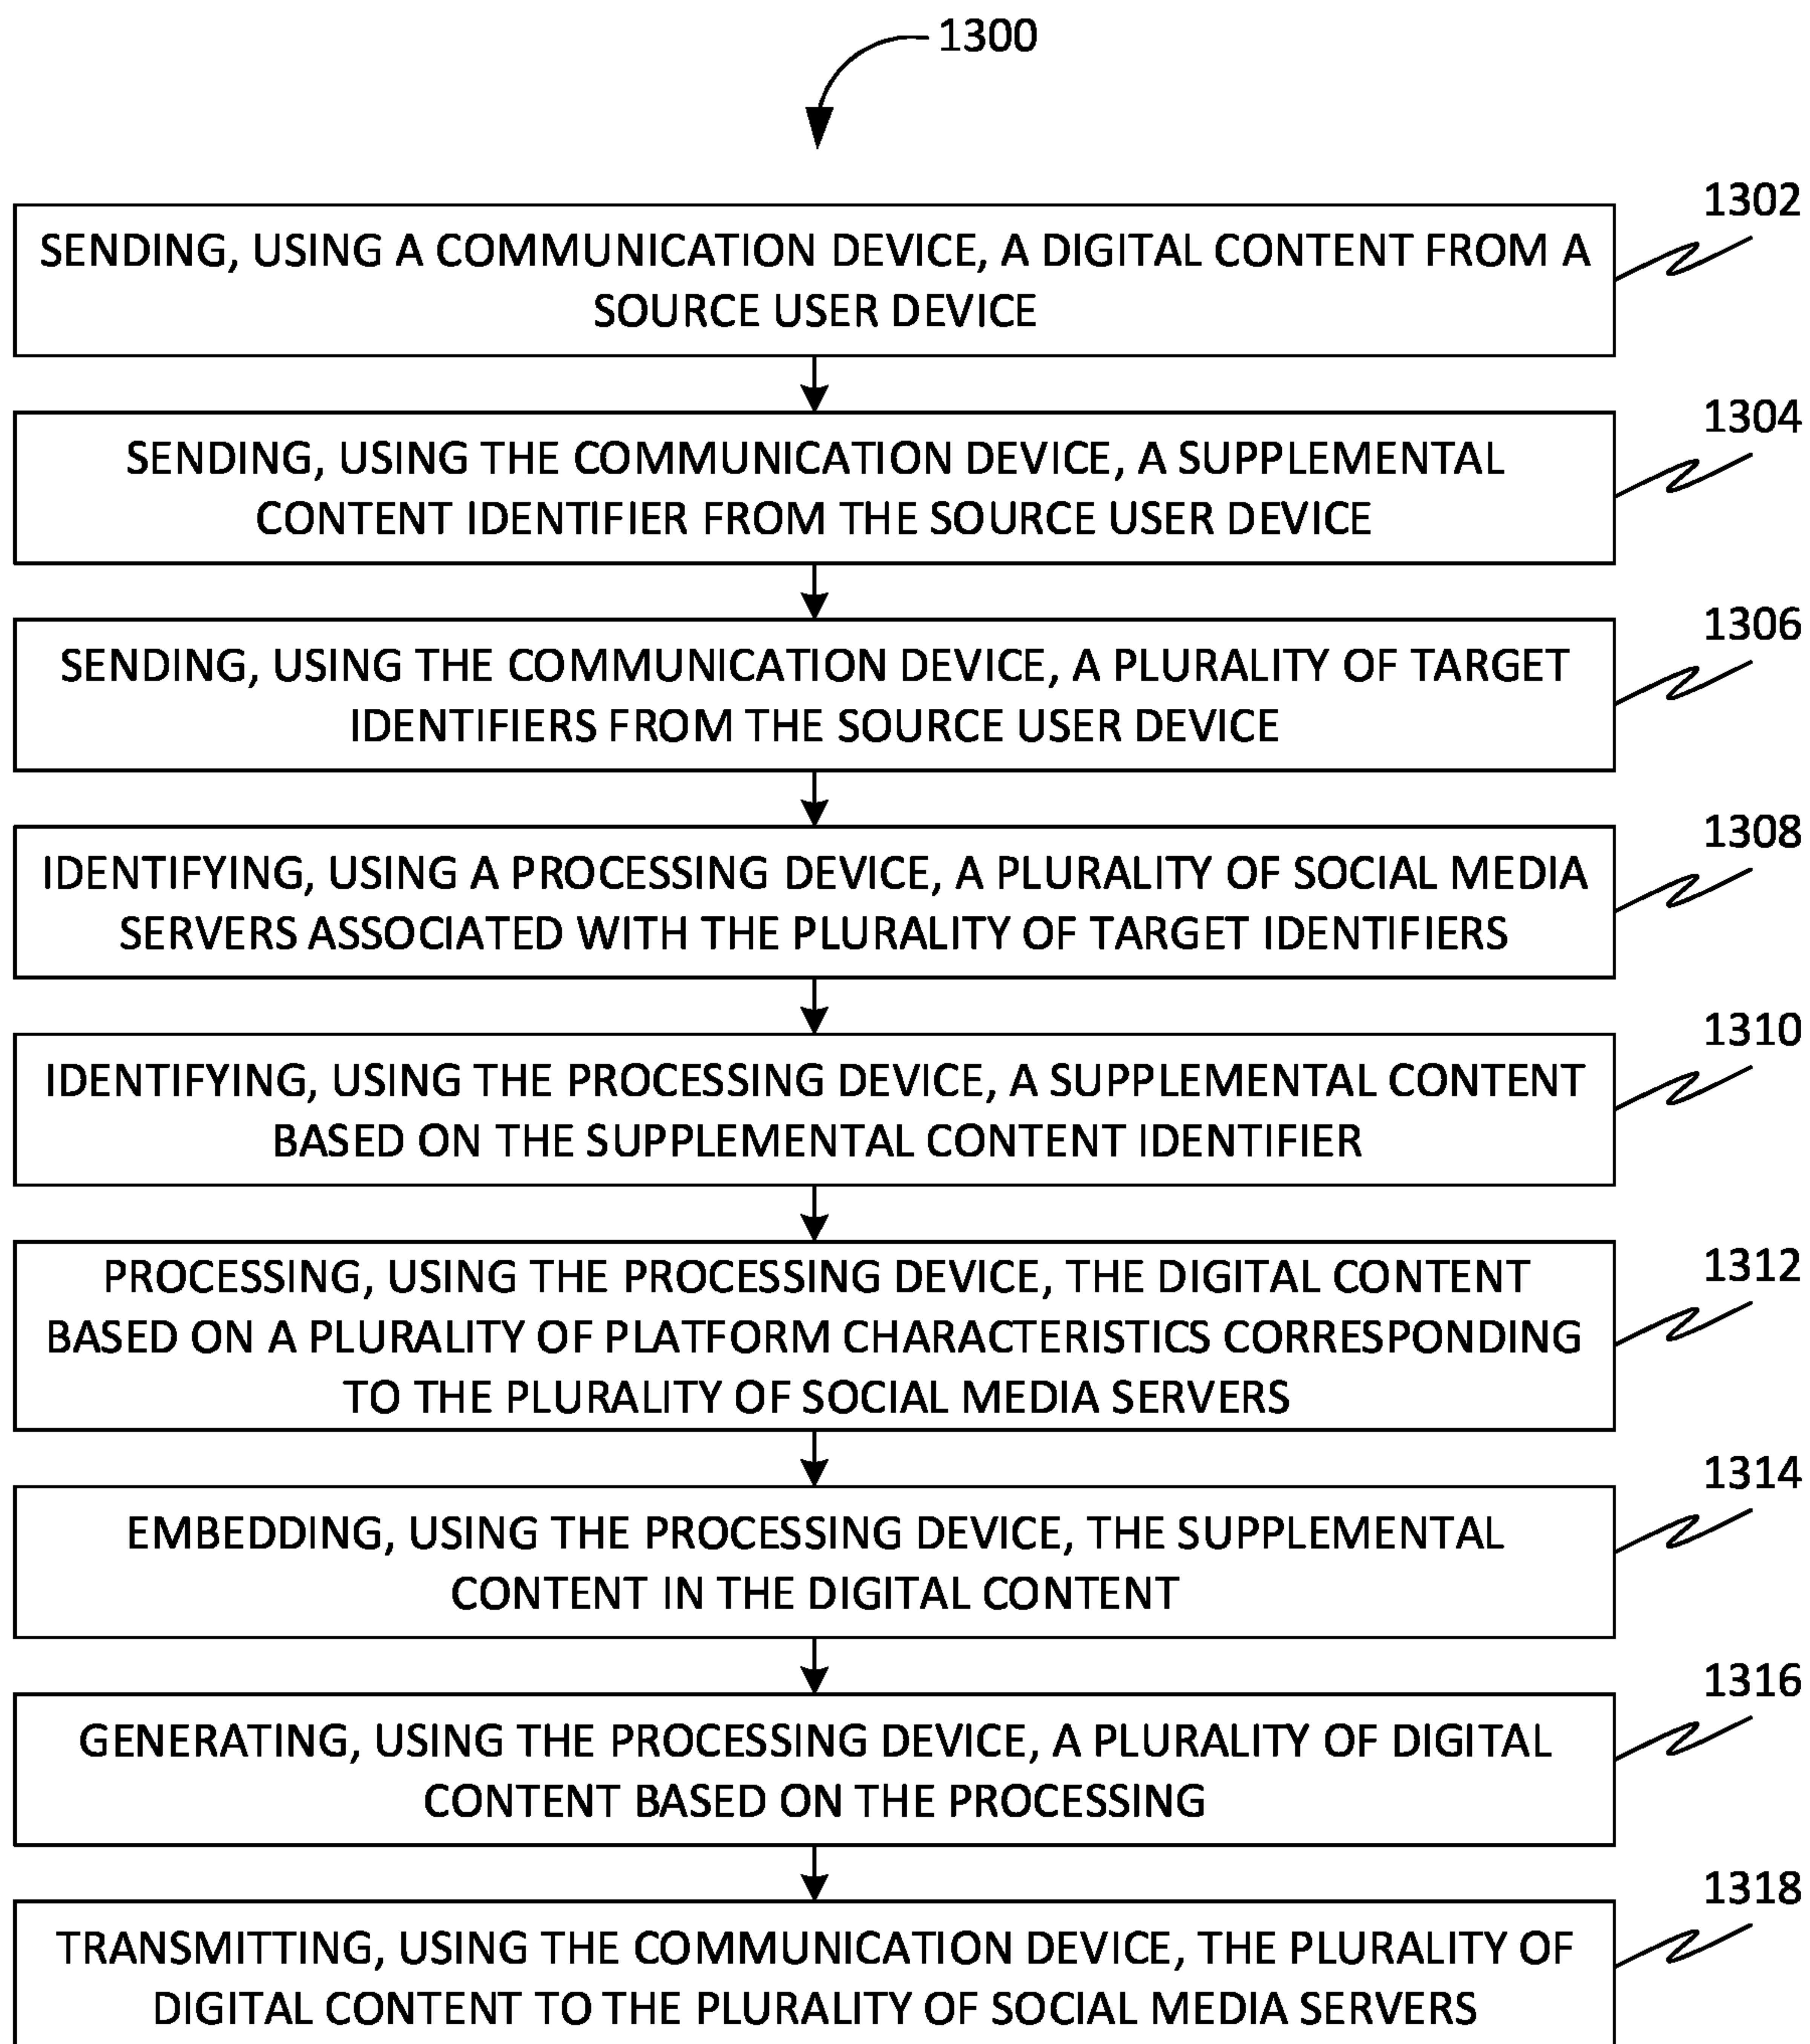 1300
1302
SENDING, USING A COMMUNICATION DEVICE, A DIGITAL CONTENT FROM A
SOURCE USER DEVICE
1304
SENDING, USING THE COMMUNICATION DEVICE, A SUPPLEMENTAL
CONTENT IDENTIFIER FROM THE SOURCE USER DEVICE
1306
SENDING, USING THE COMMUNICATION DEVICE, A PLURALITY OF TARGET
IDENTIFIERS FROM THE SOURCE USER DEVICE
1308
IDENTIFYING, USING A PROCESSING DEVICE, A PLURALITY OF SOCIAL MEDIA
SERVERS ASSOCIATED WITH THE PLURALITY OF TARGET IDENTIFIERS
1310
IDENTIFYING, USING THE PROCESSING DEVICE, A SUPPLEMENTAL CONTENT
BASED ON THE SUPPLEMENTAL CONTENT IDENTIFIER
1312
PROCESSING, USING THE PROCESSING DEVICE, THE DIGITAL CONTENT
BASED ON A PLURALITY OF PLATFORM CHARACTERISTICS CORRESPONDING
TO THE PLURALITY OF SOCIAL MEDIA SERVERS
1314
EMBEDDING, USING THE PROCESSING DEVICE, THE SUPPLEMENTAL
CONTENT IN THE DIGITAL CONTENT
1316
GENERATING, USING THE PROCESSING DEVICE, A PLURALITY OF DIGITAL
CONTENT BASED ON THE PROCESSING
1318
TRANSMITTING, USING THE COMMUNICATION DEVICE, THE PLURALITY OF
DIGITAL CONTENT TO THE PLURALITY OF SOCIAL MEDIA SERVERS